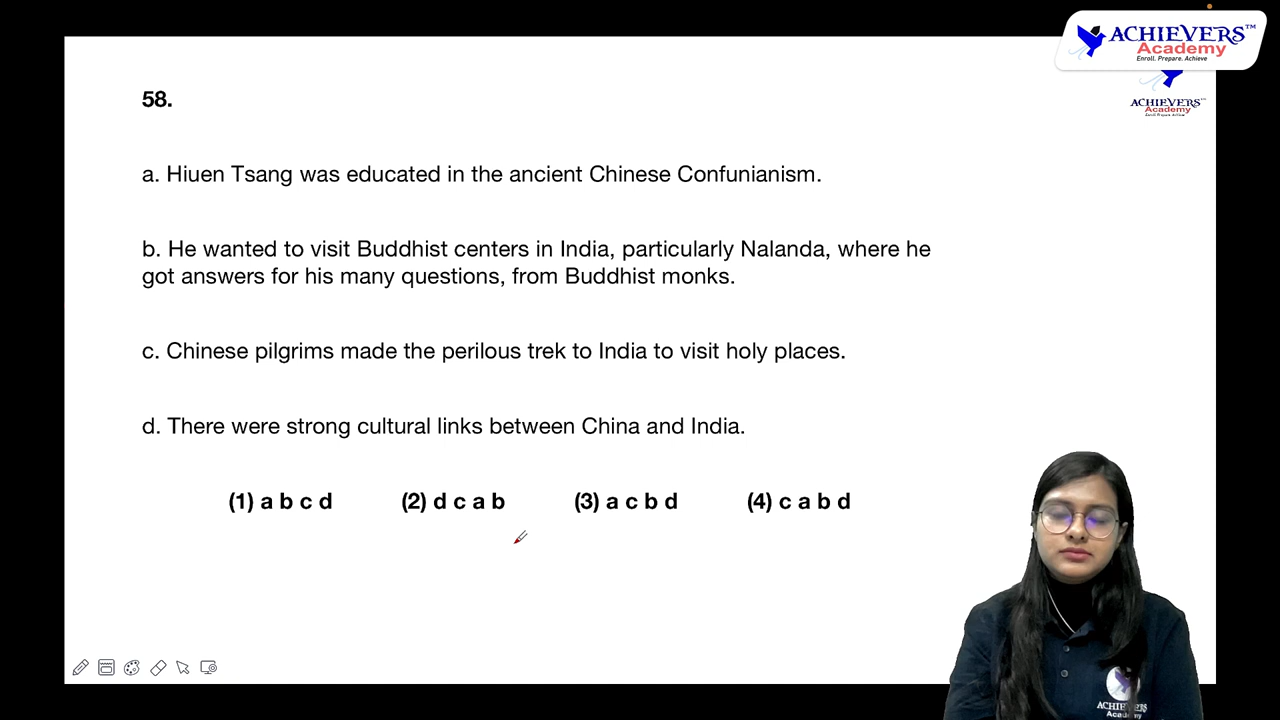 ACHIEVERS™
Academy
Enroll. Prepare. Achieve
ACHIEVERS™
Academy
58.
a. Hiuen Tsang was educated in the ancient Chinese Confunianism.
b. He wanted to visit Buddhist centers in India, particularly Nalanda, where he
got answers for his many questions, from Buddhist monks.
c. Chinese pilgrims made the perilous trek to India to visit holy places.
d. There were strong cultural links between China and India.
(1) a b c d (2) d c a b (3) a c b d (4) c a b d